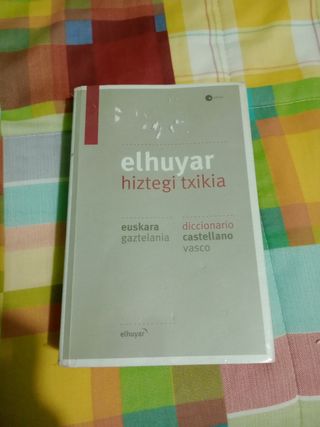 elhuyar
hiztegi txikia
euskara
gaztelania
diccionario
castellano
vasco
elhuyar